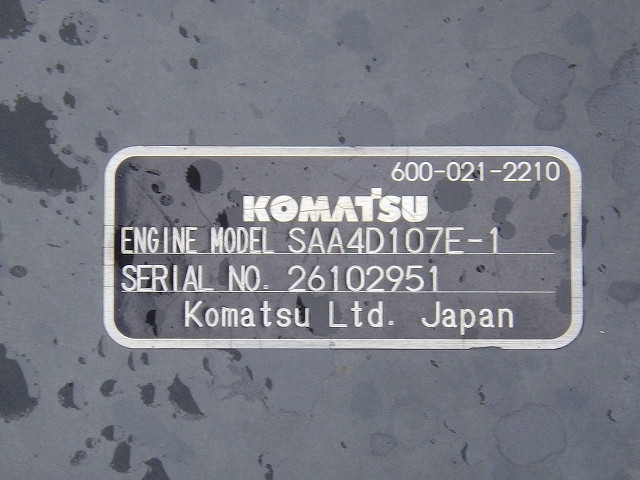 600-021-2210
KOMATSU
ENGINE MODEL SAA4D107E-1
SERIAL NO. 26102951
Komatsu Ltd. Japan